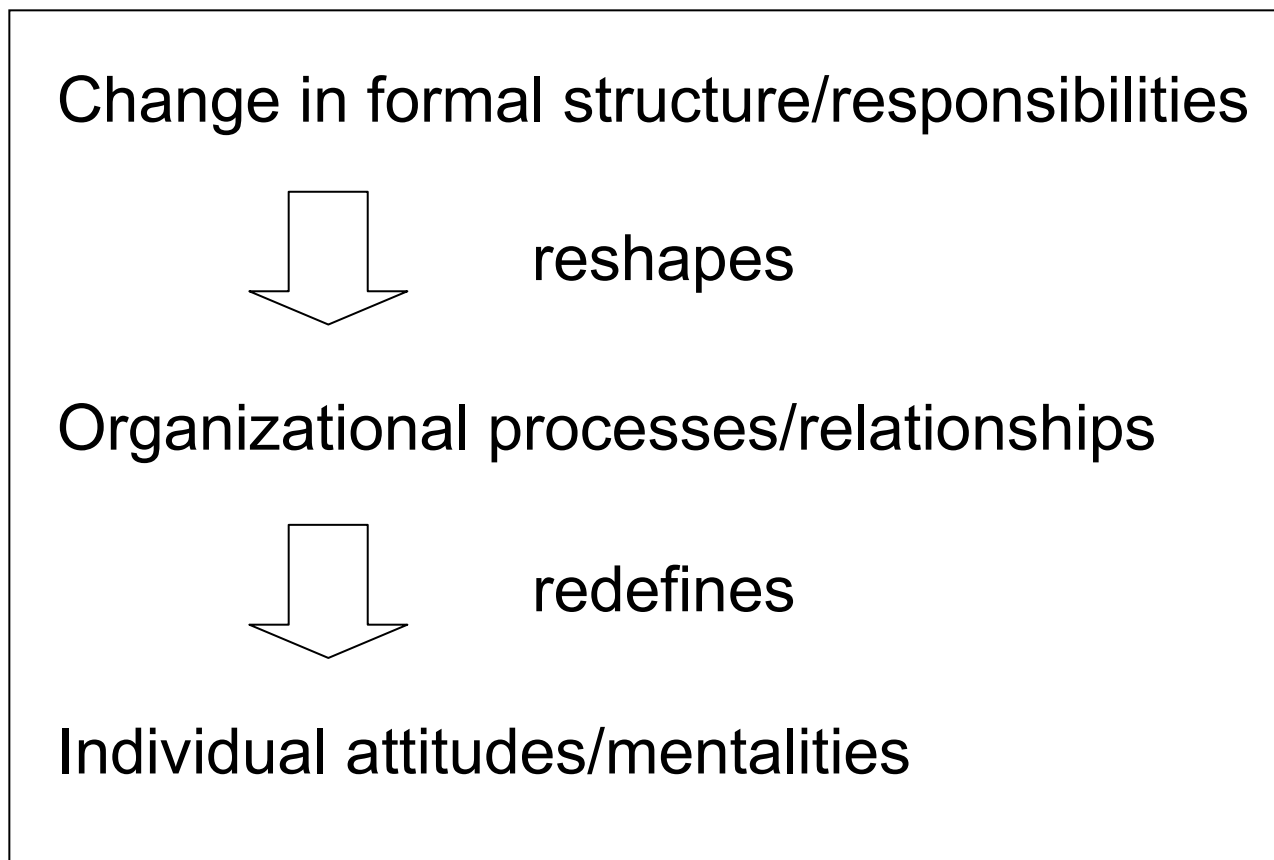 Change in formal structure/responsibilities
reshapes
Organizational processes/relationships
redefines
Individual attitudes/mentalities